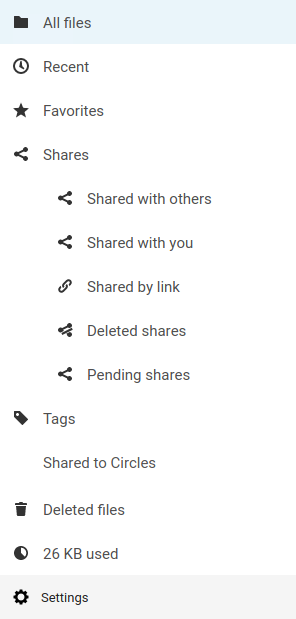 All files
Recent
Favorites
Shares
Shared with others
Shared with you
Shared by link
Deleted shares
Pending shares
Tags
Shared to Circles
Deleted files
26 KB used
Settings